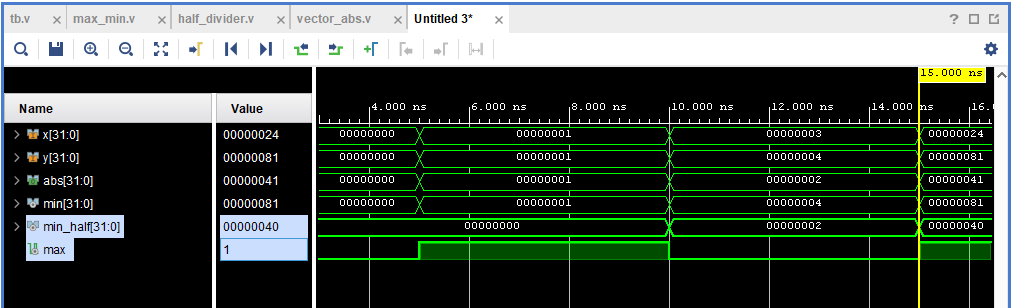 tb.v × max_min.v × half_divider.v × vector_abs.v × Untitled 3* ×
15.000 ns
Name Value
4.000 ns 6.000 ns 8.000 ns 10.000 ns 12.000 ns 14.000 ns 16.
x[31:0] 00000024 00000000 00000001 00000003 00000024
y[31:0] 00000081 00000000 00000001 00000004 00000081
abs[31:0] 00000041 00000000 00000001 00000002 00000041
min[31:0] 00000081 00000000 00000001 00000004 00000081
min_half[31:0] 00000040 00000000 00000002 00000040
max 1